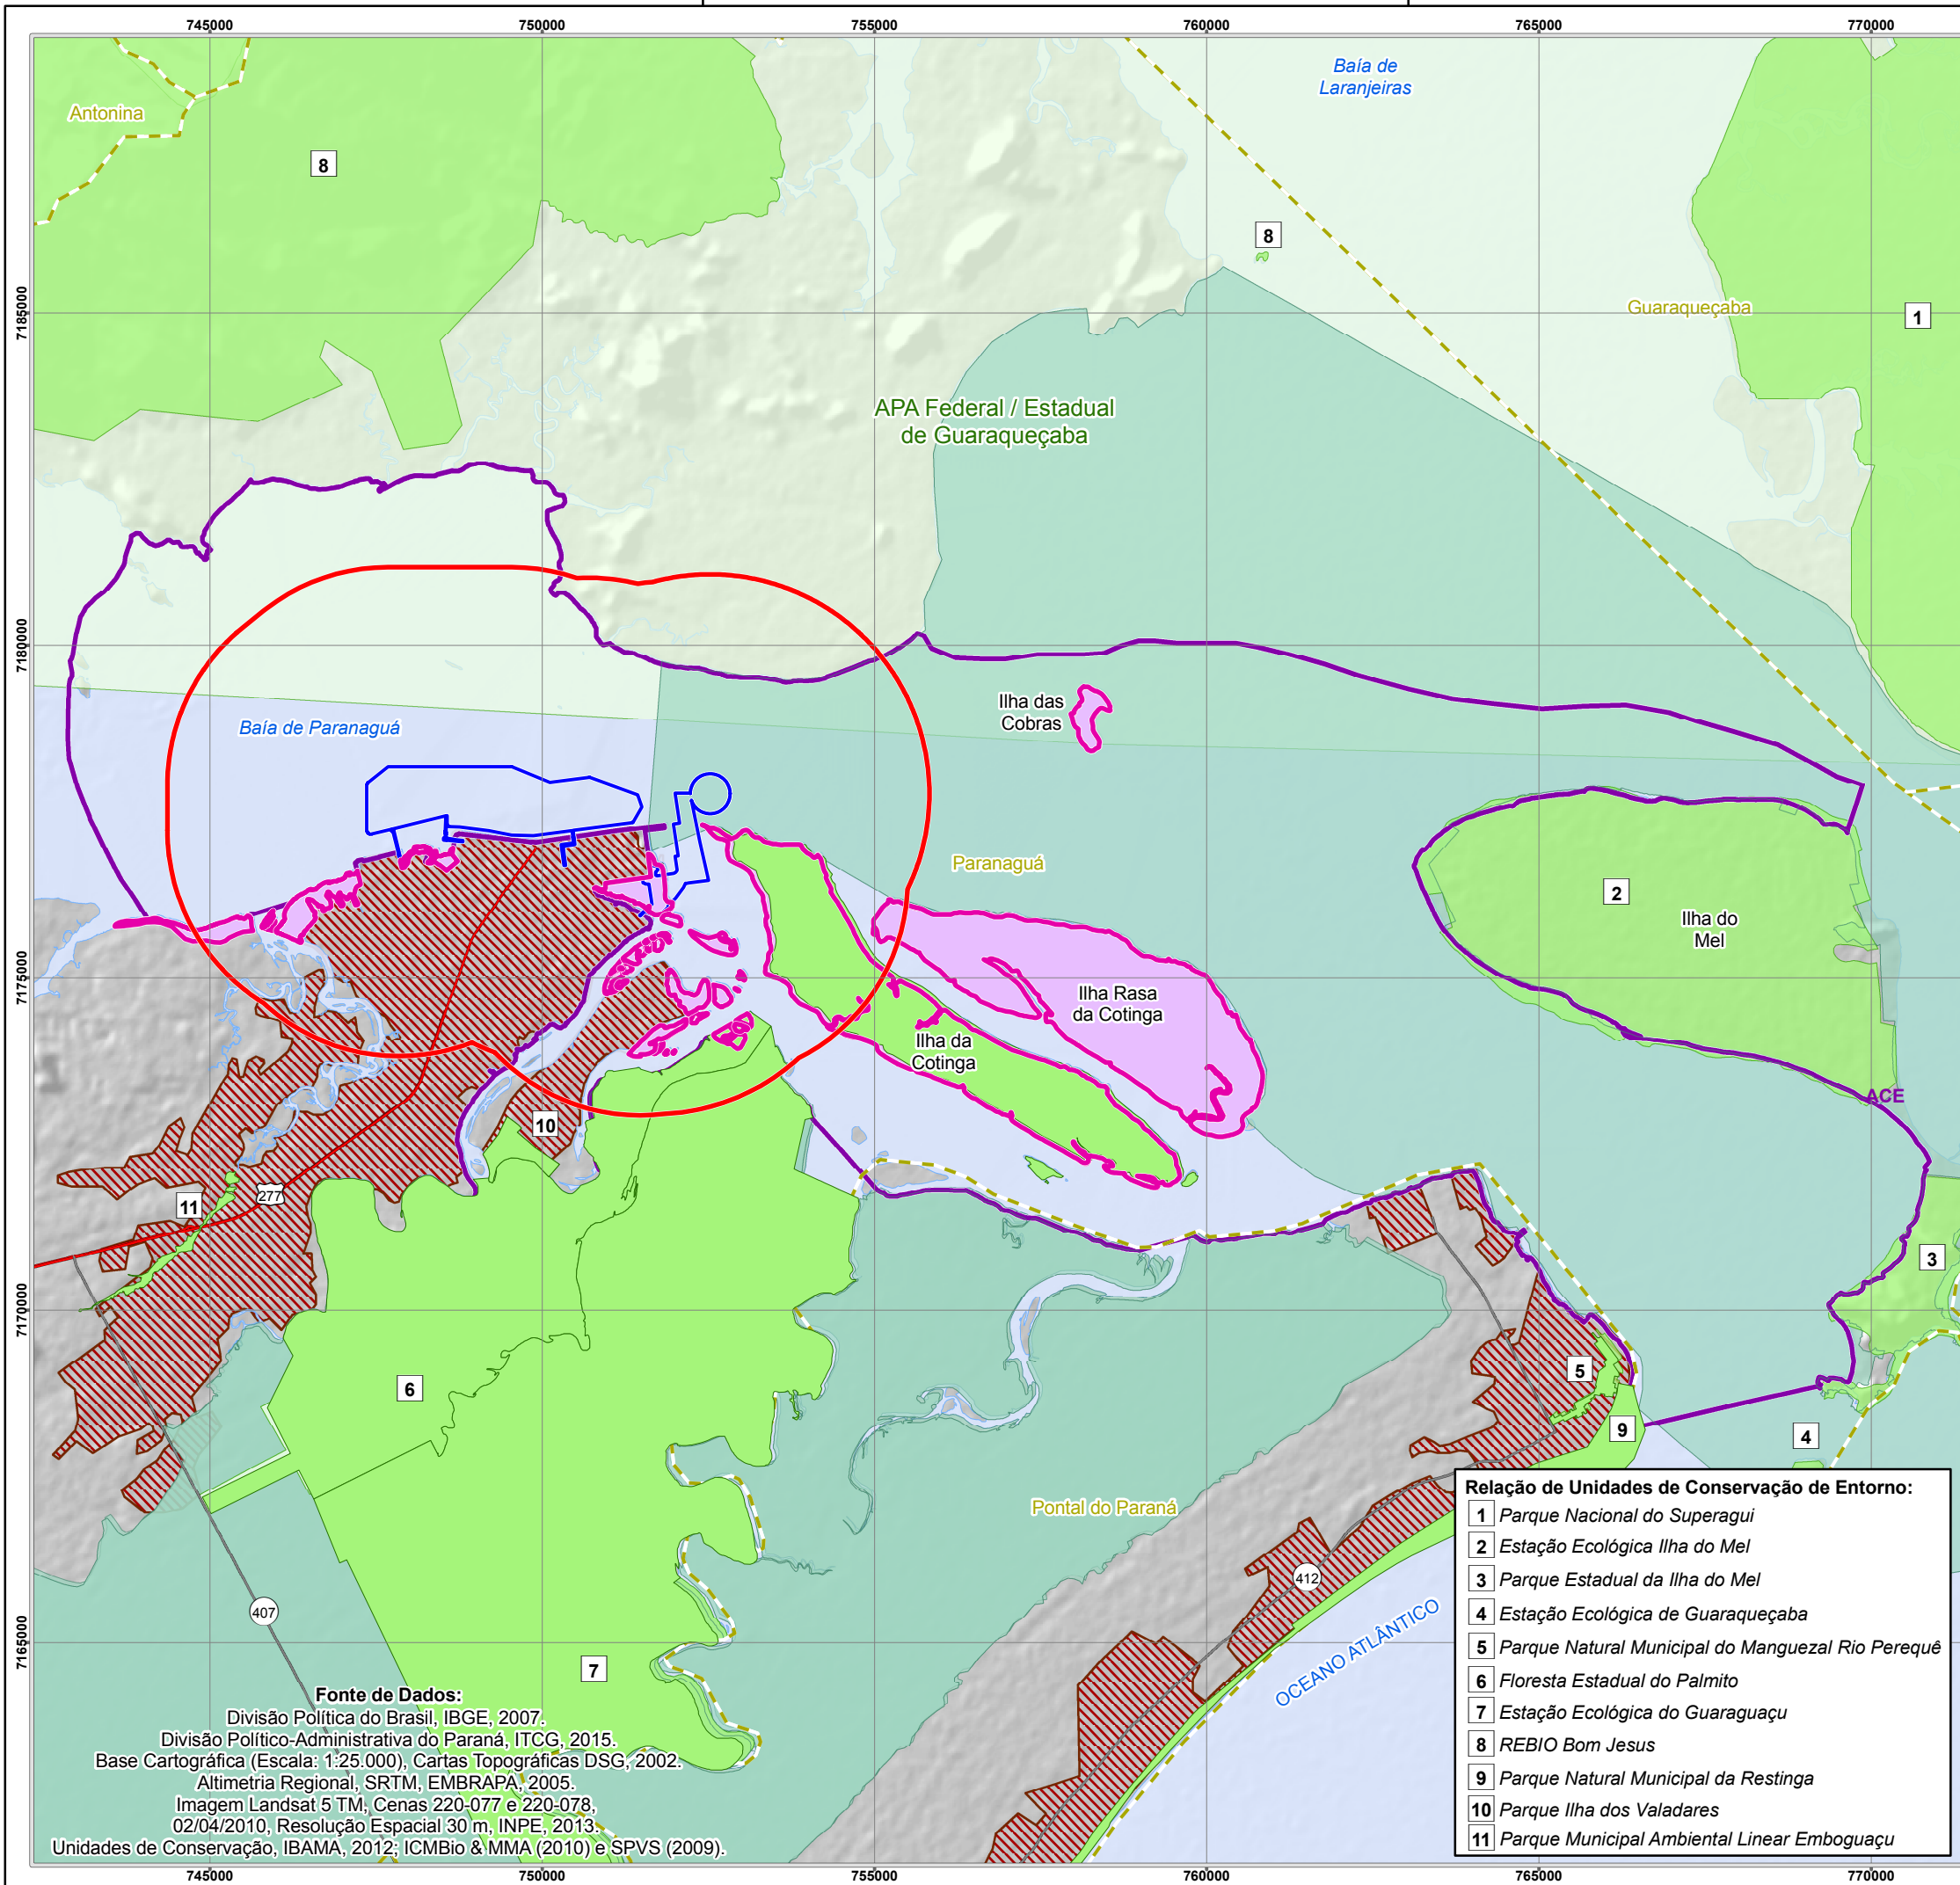 745000
750000
755000
760000
765000
770000
Baía de
Laranjeiras
Antonina
8
8
7185000
Guaraqueçaba
1
APA Federal / Estadual
de Guaraqueçaba
7180000
Ilha das
Cobras
Baía de Paranaguá
Paranaguá
2
Ilha do
Mel
7175000
Ilha Rasa
da Cotinga
Ilha da
Cotinga
ACE
10
277
11
3
7170000
5
6
9
4
Pontal do Paraná
412
407
OCEANO ATLÂNTICO
7165000
7
Relação de Unidades de Conservação de Entorno:
1 Parque Nacional do Superagui
2 Estação Ecológica Ilha do Mel
3 Parque Estadual da Ilha do Mel
4 Estação Ecológica de Guaraqueçaba
5 Parque Natural Municipal do Manguezal Rio Perequê
6 Floresta Estadual do Palmito
7 Estação Ecológica do Guaraguaçu
8 REBIO Bom Jesus
9 Parque Natural Municipal da Restinga
10 Parque Ilha dos Valadares
11 Parque Municipal Ambiental Linear Emboguaçu
Fonte de Dados:
Divisão Política do Brasil, IBGE, 2007.
Divisão Político-Administrativa do Paraná, ITCG, 2015.
Base Cartográfica (Escala: 1:25.000), Cartas Topográficas DSG, 2002.
Altimetria Regional, SRTM, EMBRAPA, 2005.
Imagem Landsat 5 TM, Cenas 220-077 e 220-078,
02/04/2010, Resolução Espacial 30 m, INPE, 2013.
Unidades de Conservação, IBAMA, 2012; ICMBio & MMA (2010) e SPVS (2009).
745000
750000
755000
760000
765000
770000